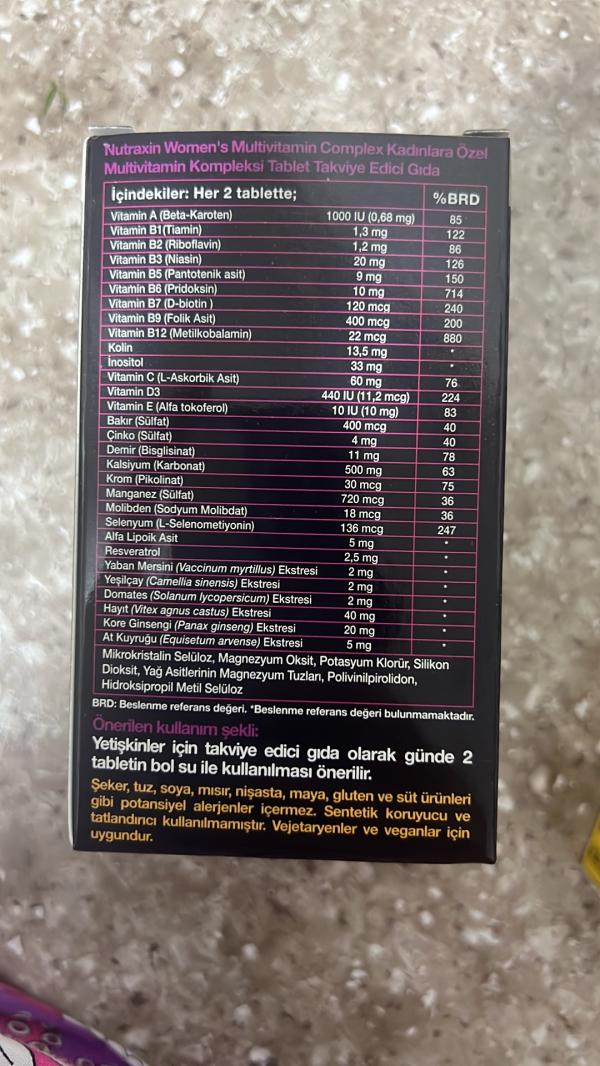 Nutraxin Women's Multivitamin Complex Kadınlara Özel
Multivitamin Kompleksi Tablet Takviye Edici Gıda
İçindekiler: Her 2 tablette; %BRD
Vitamin A (Beta-Karoten) 1000 IU (0,68 mg) 85
Vitamin B1(Tiamin) 1,3 mg 122
Vitamin B2 (Riboflavin) 1,2 mg 86
Vitamin B3 (Niasin) 20 mg 126
Vitamin B5 (Pantotenik asit) 9 mg 150
Vitamin B6 (Pridoksin) 10 mg 714
Vitamin B7 (D-biotin ) 120 mcg 240
Vitamin B9 (Folik Asit) 400 mcg 200
Vitamin B12 (Metilkobalamin) 22 mcg 880
Kolin 13,5 mg *
İnositol 33 mg *
Vitamin C (L-Askorbik Asit) 60 mg 76
Vitamin D3 440 IU (11,2 mcg) 224
Vitamin E (Alfa tokoferol) 10 IU (10 mg) 83
Bakır (Sülfat) 400 mcg 40
Çinko (Sülfat) 4 mg 40
Demir (Bisglisinat) 11 mg 78
Kalsiyum (Karbonat) 500 mg 63
Krom (Pikolinat) 30 mcg 75
Manganez (Sülfat) 720 mcg 36
Molibden (Sodyum Molibdat) 18 mcg 36
Selenyum (L-Selenometiyonin) 136 mcg 247
Alfa Lipoik Asit 5 mg *
Resveratrol 2,5 mg *
Yaban Mersini (Vaccinum myrtillus) Ekstresi 2 mg *
Yeşilçay (Camellia sinensis) Ekstresi 2 mg *
Domates (Solanum lycopersicum) Ekstresi 2 mg *
Hayıt (Vitex agnus castus) Ekstresi 40 mg *
Kore Ginsengi (Panax ginseng) Ekstresi 20 mg *
At Kuyruğu (Equisetum arvense) Ekstresi 5 mg *
Mikrokristalin Selüloz, Magnezyum Oksit, Potasyum Klorür, Silikon
Dioksit, Yağ Asitlerinin Magnezyum Tuzları, Polivinilpirolidon,
Hidroksipropil Metil Selüloz
BRD: Beslenme referans değeri. *Beslenme referans değeri bulunmamaktadır.
Önerilen kullanım şekli:
Yetişkinler için takviye edici gıda olarak günde 2
tabletin bol su ile kullanılması önerilir.
Şeker, tuz, soya, mısır, nişasta, maya, gluten ve süt ürünleri
gibi potansiyel alerjenler içermez. Sentetik koruyucu ve
tatlandırıcı kullanılmamıştır. Vejetaryenler ve veganlar için
uygundur.